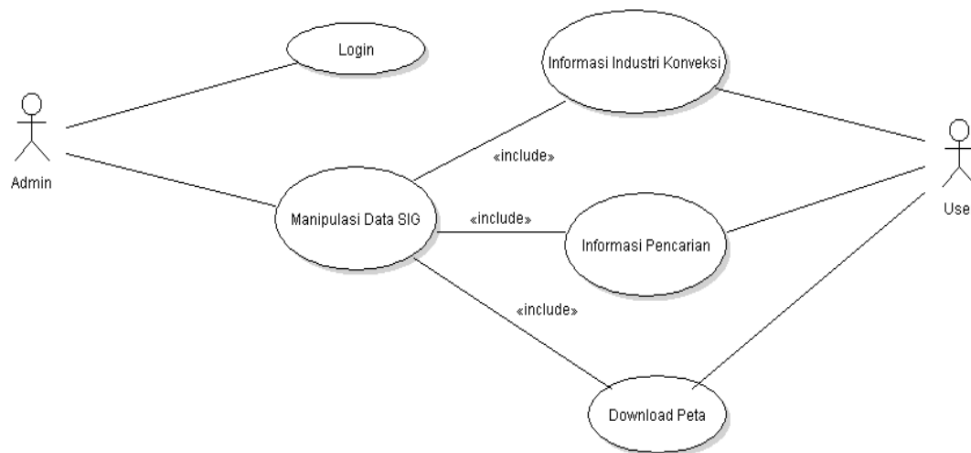 Login
Informasi Industri Konveksi
Admin
«include»
Use
Manipulasi Data SIG
«include»
Informasi Pencarian
«include»
Download Peta